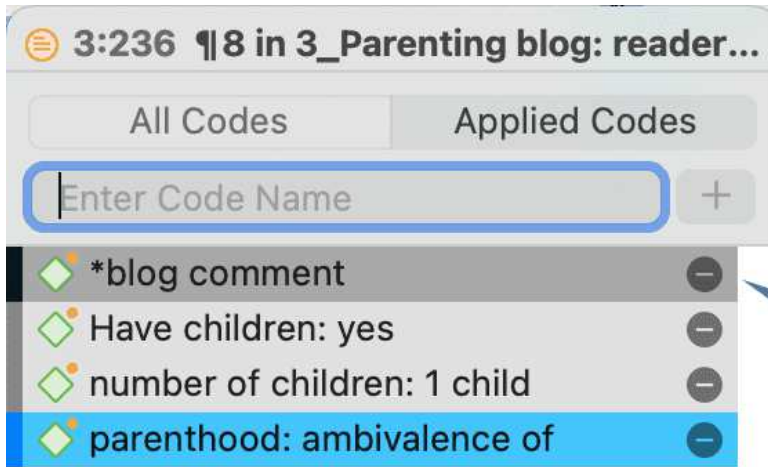 3:236 ¶8 in 3_Parenting blog: reader...
All Codes Applied Codes
Enter Code Name +
*blog comment
Have children: yes
number of children: 1 child
parenthood: ambivalence of